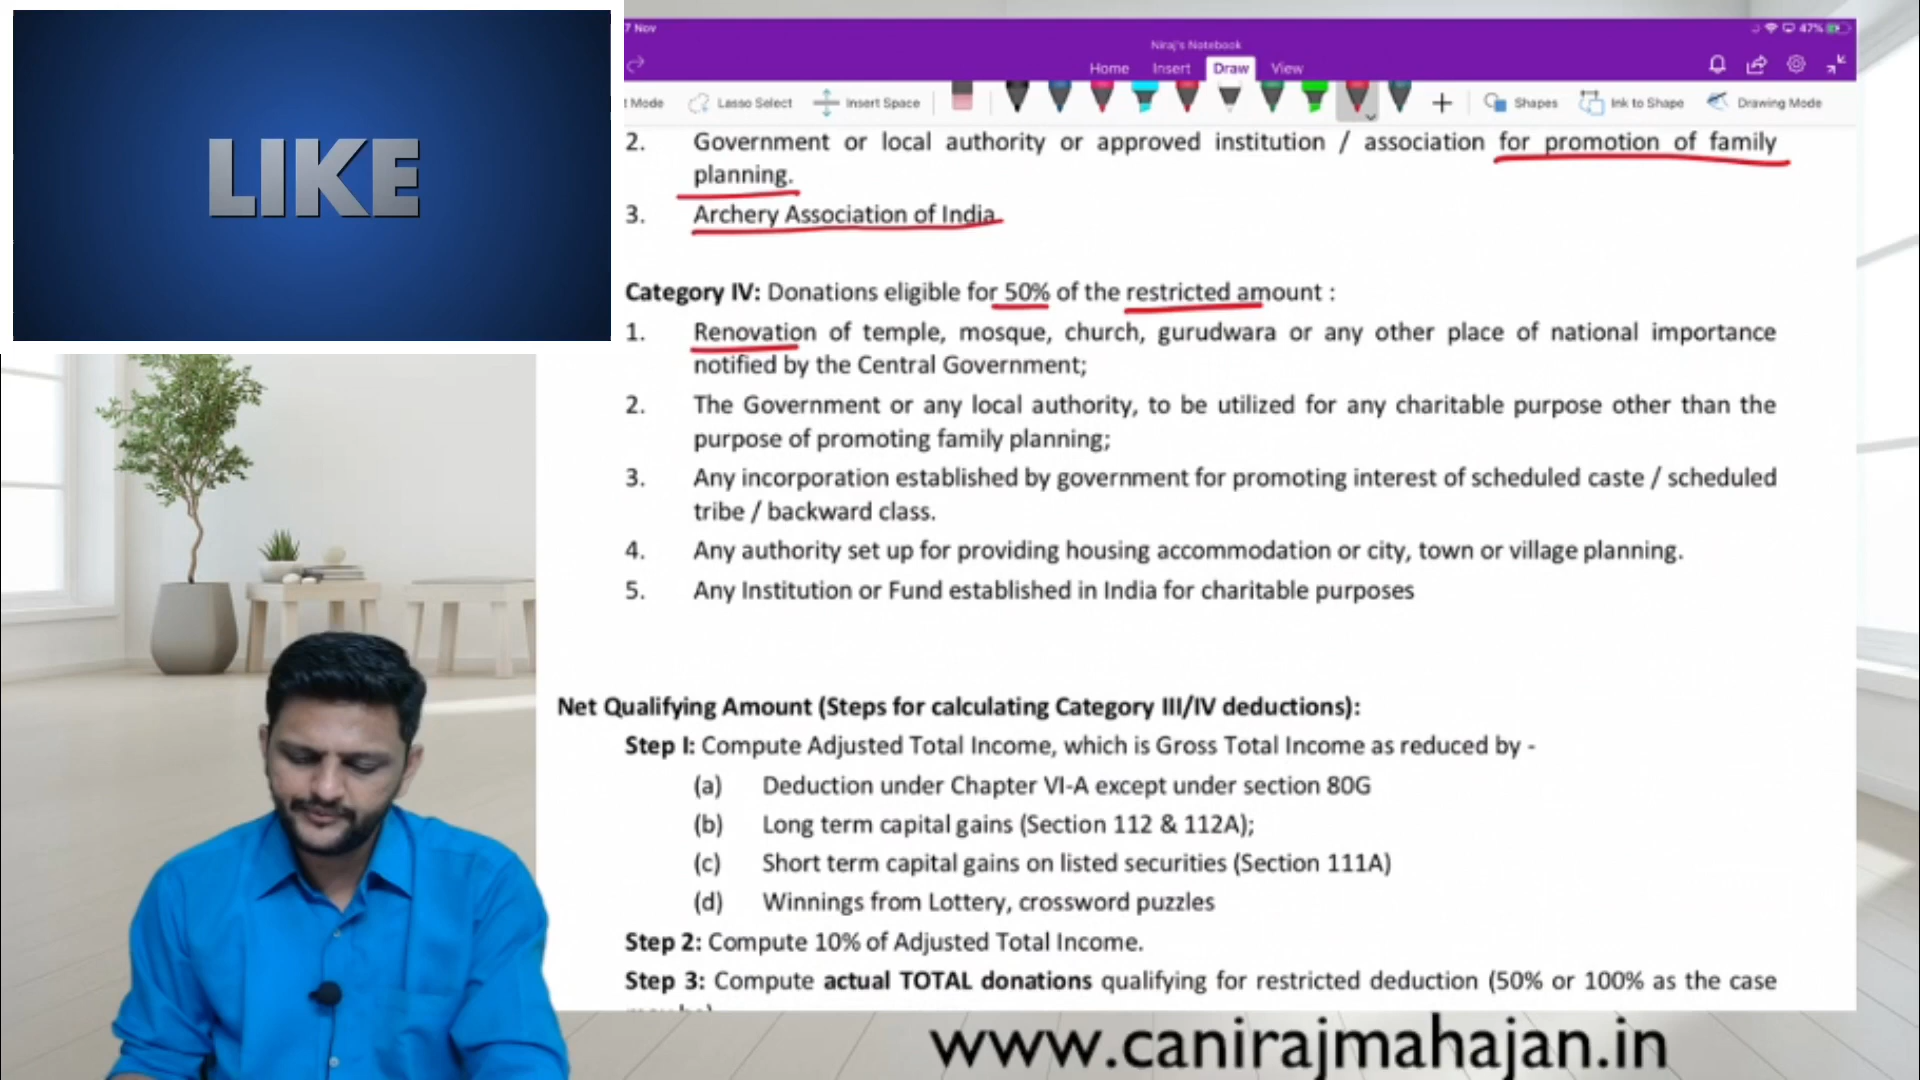 LIKE
7 Nov
47%
Niraj's Notebook
Home Insert Draw View
t Mode Lasso Select Insert Space Shapes Ink to Shape Drawing Mode
2. Government or local authority or approved institution / association for promotion of family
planning.
3. Archery Association of India
Category IV: Donations eligible for 50% of the restricted amount :
1. Renovation of temple, mosque, church, gurudwara or any other place of national importance
notified by the Central Government;
2. The Government or any local authority, to be utilized for any charitable purpose other than the
purpose of promoting family planning;
3. Any incorporation established by government for promoting interest of scheduled caste / scheduled
tribe / backward class.
4. Any authority set up for providing housing accommodation or city, town or village planning.
5. Any Institution or Fund established in India for charitable purposes
Net Qualifying Amount (Steps for calculating Category III/IV deductions):
Step I: Compute Adjusted Total Income, which is Gross Total Income as reduced by -
(a) Deduction under Chapter VI-A except under section 80G
(b) Long term capital gains (Section 112 & 112A);
(c) Short term capital gains on listed securities (Section 111A)
(d) Winnings from Lottery, crossword puzzles
Step 2: Compute 10% of Adjusted Total Income.
Step 3: Compute actual TOTAL donations qualifying for restricted deduction (50% or 100% as the case
www.canirajmahajan.in